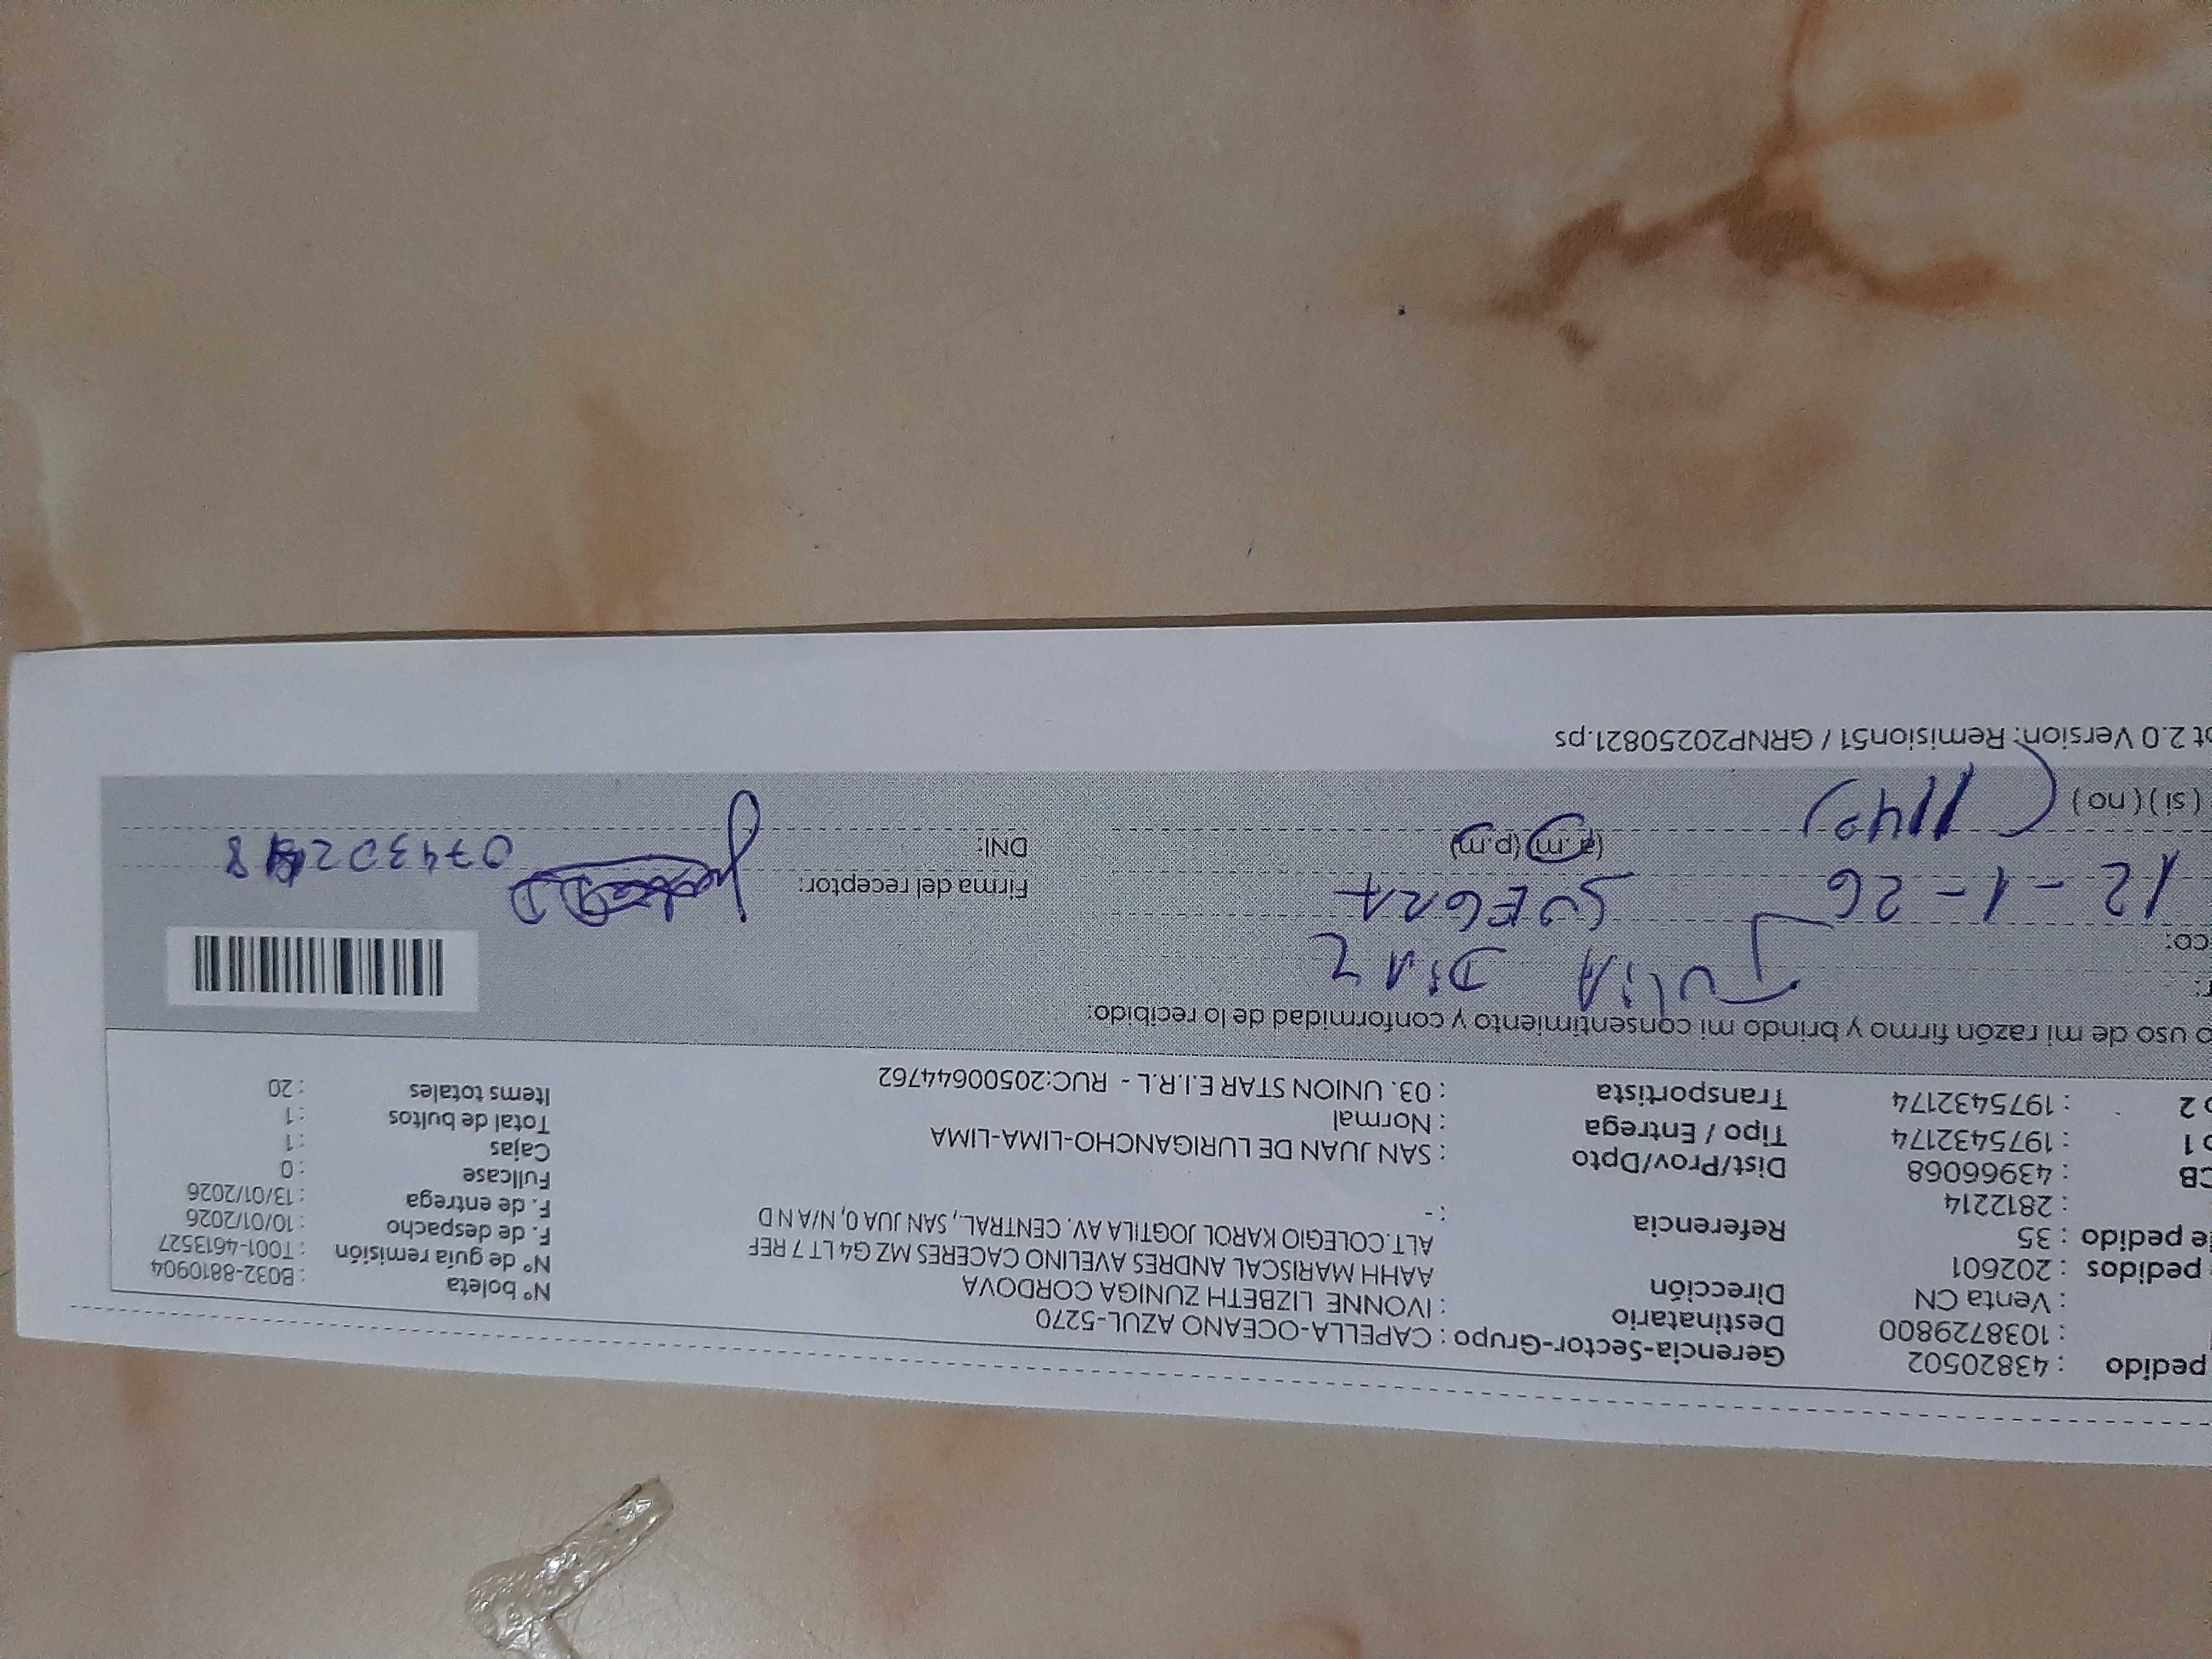 pedido : 43820502 Gerencia-Sector-Grupo : CAPELLA-OCEANO AZUL-5270
: 1038729800 Destinatario : IVONNE LIZBETH ZUNIGA CORDOVA Nº boleta : B032-8810904
: Venta CN Dirección AAHH MARISCAL ANDRES AVELINO CACERES MZ G4 LT 7 REF Nº de guia remisión : T001-4613527
pedidos : 202601 ALT.COLEGIO KAROL JOGTILA AV. CENTRAL, SAN JUA 0, N/A N D F. de despacho : 10/01/2026
e pedido : 35 Referencia : - F. de entrega : 13/01/2026
: 2812214 Fullcase : 0
CB : 43966068 Dist/Prov/Dpto : SAN JUAN DE LURIGANCHO-LIMA-LIMA Cajas : 1
o 1 : 1975432174 Tipo / Entrega : Normal Total de bultos : 1
o 2 : 1975432174 Transportista : 03. UNION STAR E.I.R.L - RUC:20500644762 Items totales : 20
o uso de mi razón firmo y brindo mi consentimiento y conformidad de lo recibido:
r: JULIA DIAZ
co: SUEGRA Firma del receptor:
12-1-26 (a.m) (p.m) DNI:
(si) (no) 1140
ot 2.0 Version: Remision51 / GRNP20250821.ps